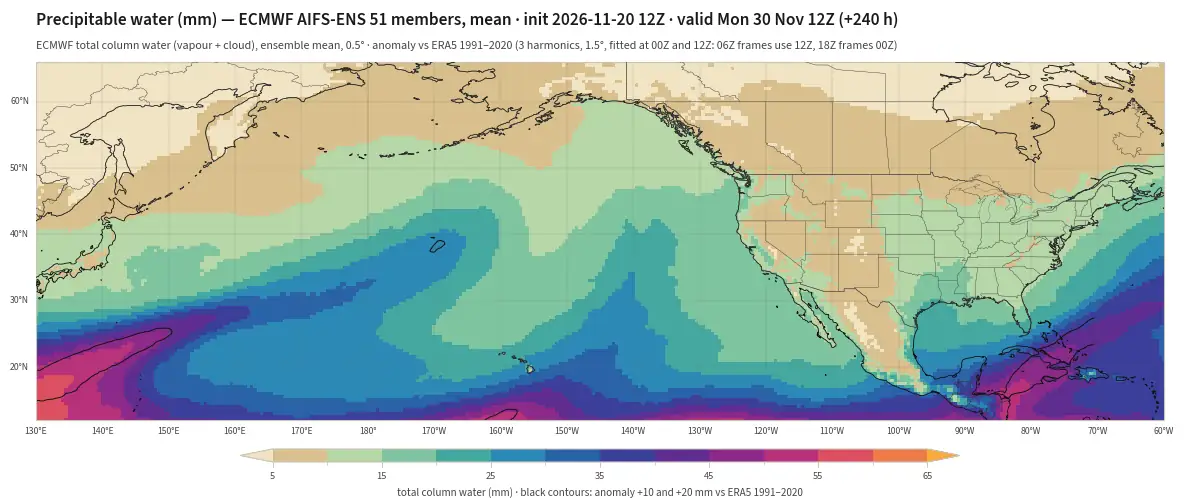 Precipitable water (mm) — ECMWF AIFS-ENS 51 members, mean · init 2026-11-20 12Z · valid Mon 30 Nov 12Z (+240 h)
ECMWF total column water (vapour + cloud), ensemble mean, 0.5° · anomaly vs ERA5 1991–2020 (3 harmonics, 1.5°, fitted at 00Z and 12Z: 06Z frames use 12Z, 18Z frames 00Z)
60°N
50°N
40°N
30°N
20°N
130°E 140°E 150°E 160°E 170°E 180° 170°W 160°W 150°W 140°W 130°W 120°W 110°W 100°W 90°W 80°W 70°W 60°W
5 15 25 35 45 55 65
total column water (mm) · black contours: anomaly +10 and +20 mm vs ERA5 1991–2020